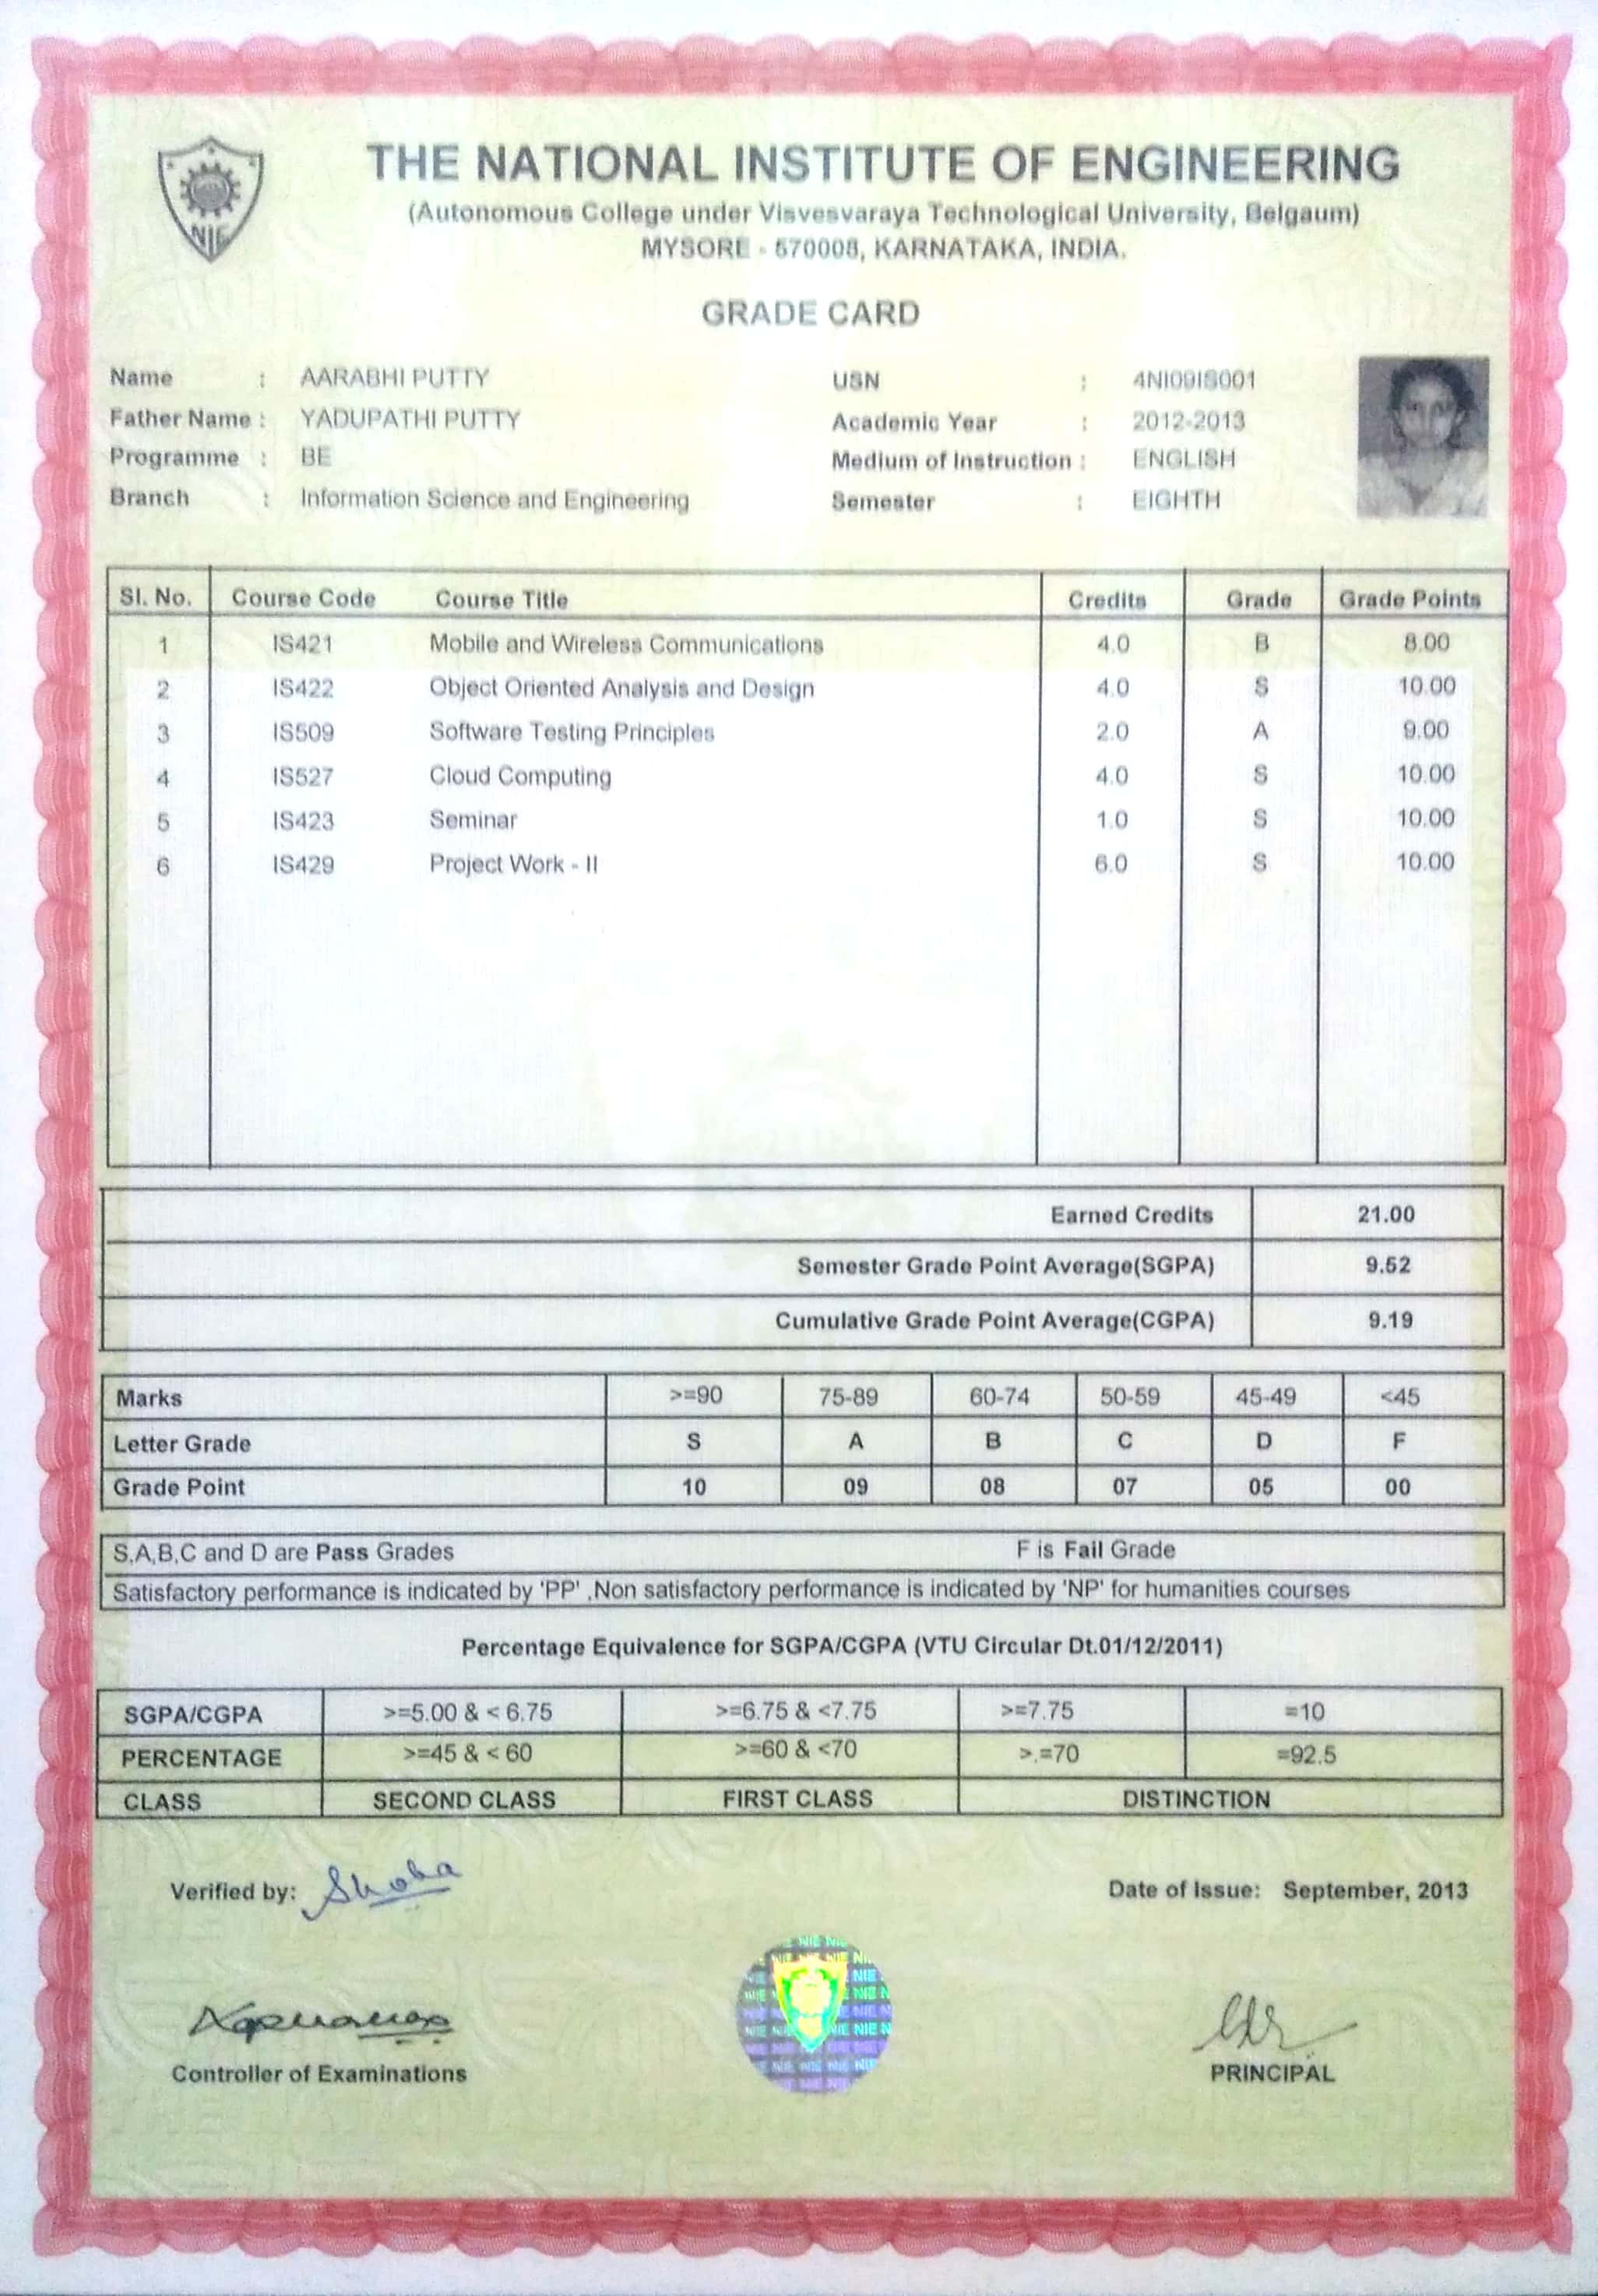 NIE
THE NATIONAL INSTITUTE OF ENGINEERING
(Autonomous College under Visvesvaraya Technological University, Belgaum)
MYSORE - 570008, KARNATAKA, INDIA.
GRADE CARD
Name : AARABHI PUTTY USN : 4NI09IS001
Father Name : YADUPATHI PUTTY Academic Year : 2012-2013
Programme : BE Medium of Instruction : ENGLISH
Branch : Information Science and Engineering Semester : EIGHTH
Sl. No. Course Code Course Title Credits Grade Grade Points
1 IS421 Mobile and Wireless Communications 4.0 B 8.00
2 IS422 Object Oriented Analysis and Design 4.0 S 10.00
3 IS509 Software Testing Principles 2.0 A 9.00
4 IS527 Cloud Computing 4.0 S 10.00
5 IS423 Seminar 1.0 S 10.00
6 IS429 Project Work - II 6.0 S 10.00
Earned Credits 21.00
Semester Grade Point Average(SGPA) 9.52
Cumulative Grade Point Average(CGPA) 9.19
Marks >=90 75-89 60-74 50-59 45-49 <45
Letter Grade S A B C D F
Grade Point 10 09 08 07 05 00
S,A,B,C and D are Pass Grades F is Fail Grade
Satisfactory performance is indicated by 'PP' ,Non satisfactory performance is indicated by 'NP' for humanities courses
Percentage Equivalence for SGPA/CGPA (VTU Circular Dt.01/12/2011)
SGPA/CGPA >=5.00 & < 6.75 >=6.75 & <7.75 >=7.75 =10
PERCENTAGE >=45 & < 60 >=60 & <70 >.=70 =92.5
CLASS SECOND CLASS FIRST CLASS DISTINCTION
Verified by: Shoba Date of Issue: September, 2013
Controller of Examinations PRINCIPAL